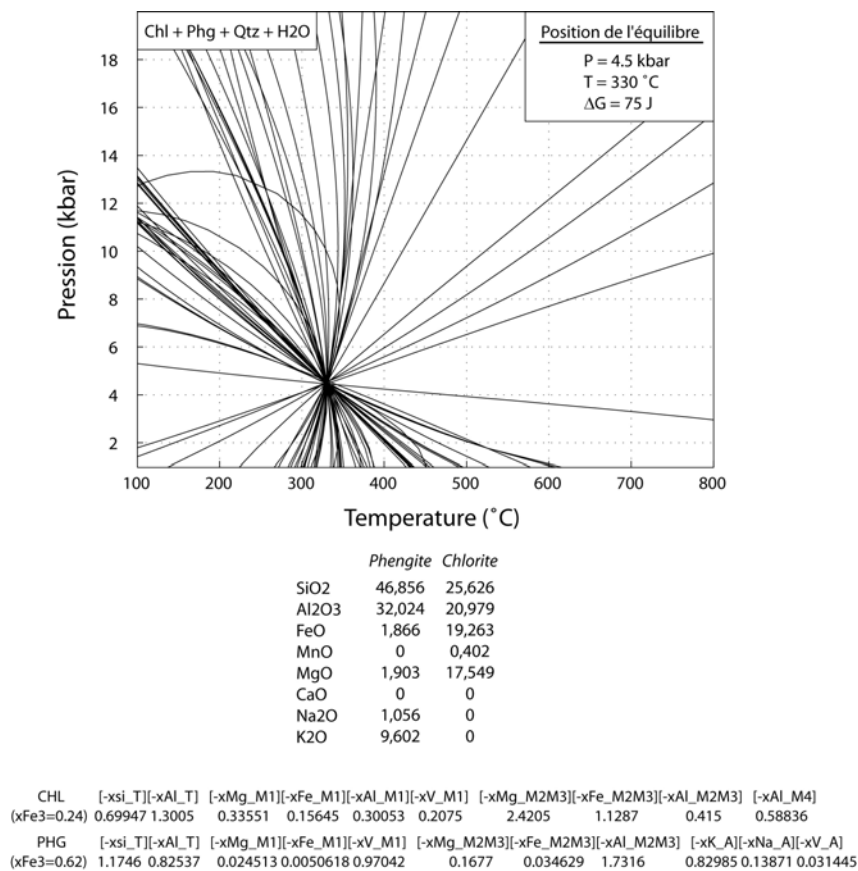 Chl + Phg + Qtz + H2O
Position de l'équilibre
P = 4.5 kbar
T = 330 ˚C
ΔG = 75 J
18
16
14
12
10
8
6
4
2
Pression (kbar)
100 200 300 400 500 600 700 800
Temperature (˚C)
Phengite Chlorite
SiO2 46,856 25,626
Al2O3 32,024 20,979
FeO 1,866 19,263
MnO 0 0,402
MgO 1,903 17,549
CaO 0 0
Na2O 1,056 0
K2O 9,602 0
CHL [-xsi_T][-xAl_T] [-xMg_M1][-xFe_M1][-xAl_M1][-xV_M1] [-xMg_M2M3][-xFe_M2M3][-xAl_M2M3] [-xAl_M4]
(xFe3=0.24) 0.69947 1.3005 0.33551 0.15645 0.30053 0.2075 2.4205 1.1287 0.415 0.58836
PHG [-xsi_T][-xAl_T] [-xMg_M1][-xFe_M1][-xV_M1] [-xMg_M2M3][-xFe_M2M3][-xAl_M2M3] [-xK_A][-xNa_A][-xV_A]
(xFe3=0.62) 1.1746 0.82537 0.024513 0.0050618 0.97042 0.1677 0.034629 1.7316 0.82985 0.13871 0.031445